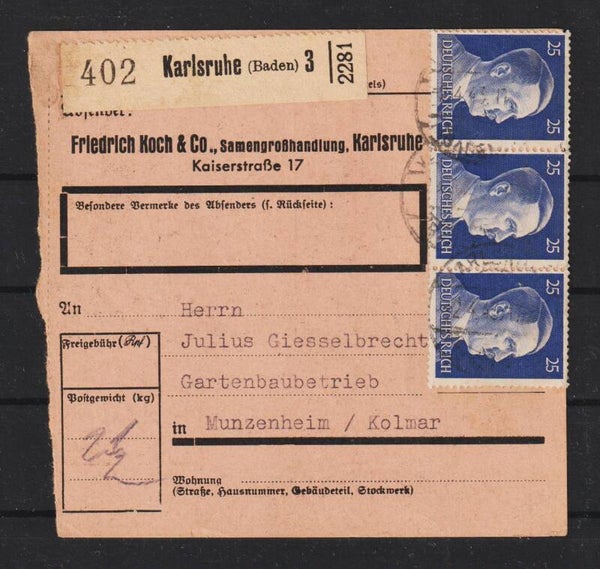 402 Karlsruhe (Baden) 3 2281
Absender:
Friedrich Koch & Co., Samengroßhandlung, Karlsruhe
Kaiserstraße 17
Besondere Vermerke des Absenders (s. Rückseite) :
An Herrn
Julius Giesselbrecht
Gartenbaubetrieb
in Munzenheim / Kolmar
Freigebühr (Rℳ)
Postgewicht (kg)
Wohnung
(Straße, Hausnummer, Gebäudeteil, Stockwerk)
25
DEUTSCHES REICH
25
DEUTSCHES REICH
25
DEUTSCHES REICH